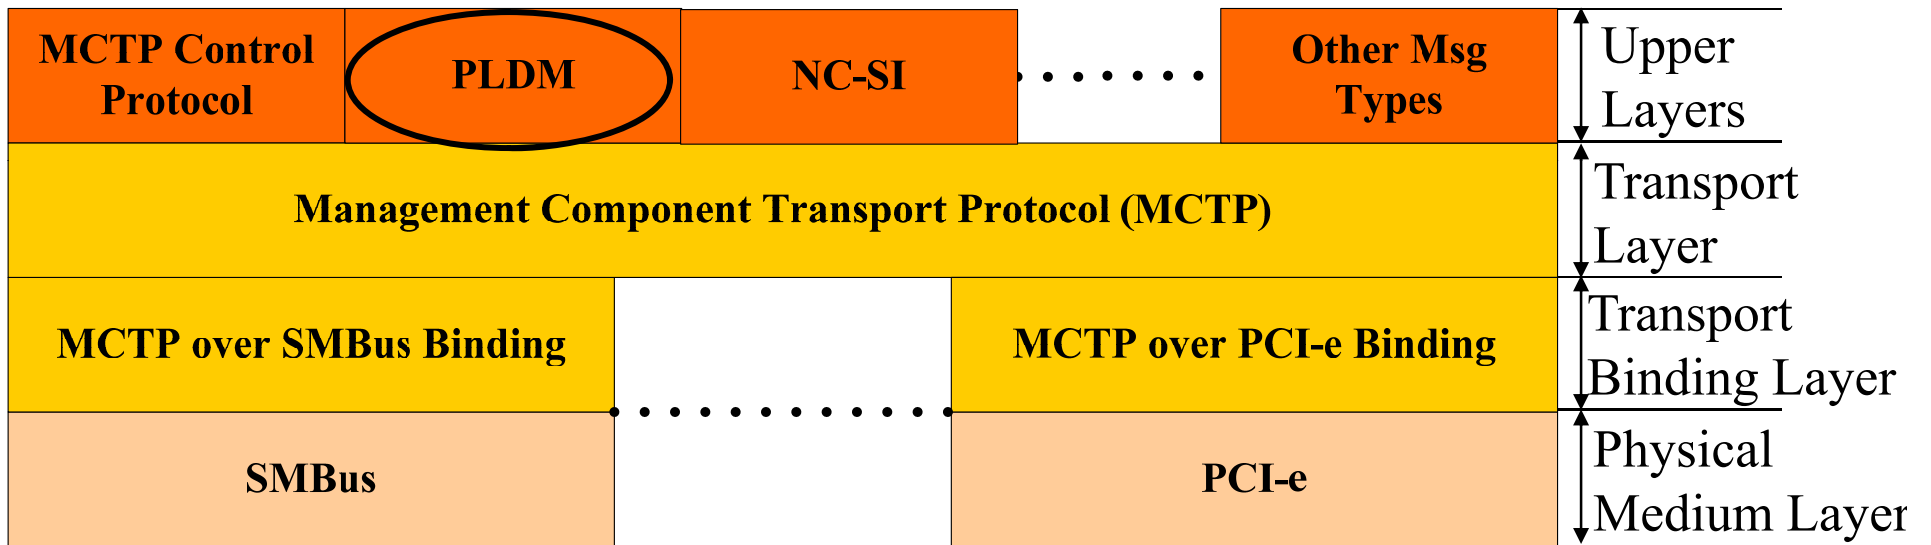 MCTP Control
Protocol
PLDM
NC-SI
Other Msg
Types
Upper
Layers
Management Component Transport Protocol (MCTP)
Transport
Layer
MCTP over SMBus Binding
MCTP over PCI-e Binding
Transport
Binding Layer
SMBus
PCI-e
Physical
Medium Layer